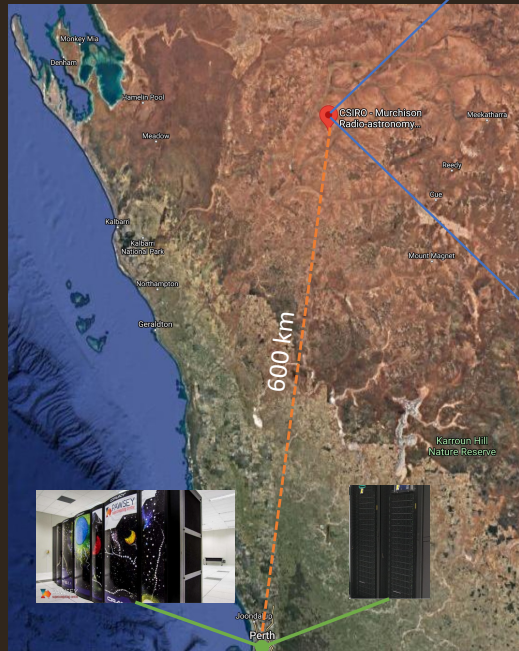 Monkey Mia
Denham
Hamelin Pool
CSIRO - Murchison
Radio-astronomy...
Meekatharra
Meadow
Reedy
Cue
Kalbarri
Kalbarri
National Park
Mount Magnet
Northampton
Geraldton
600 km
Karroun Hill
Nature Reserve
PAWSEY
Joondalup
Perth